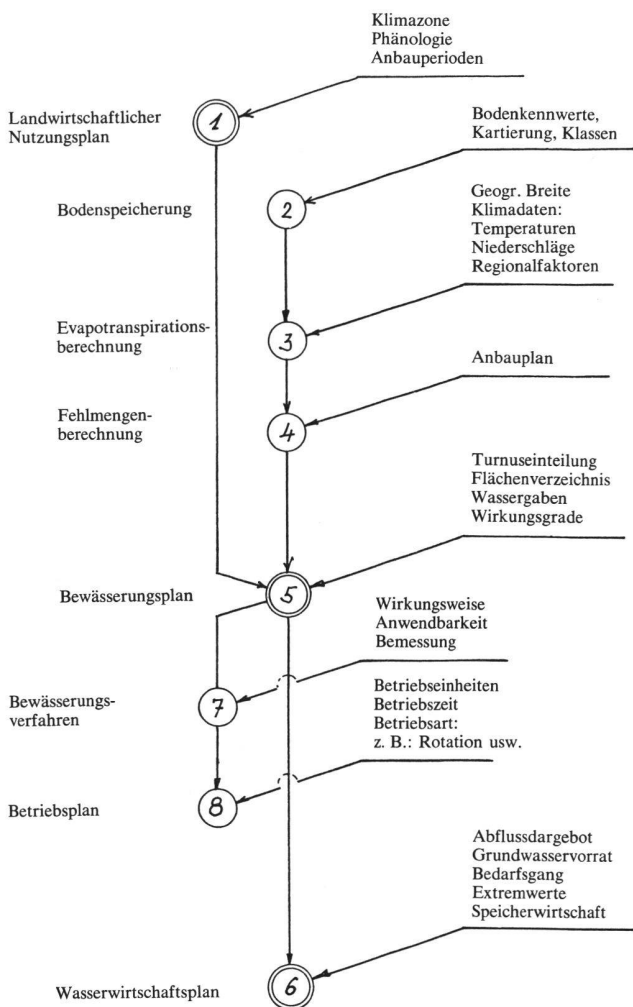 Klimazone
Phänologie
Anbauperioden
Landwirtschaftlicher
Nutzungsplan
1
Bodenkennwerte,
Kartierung, Klassen
Bodenspeicherung
2
Geogr. Breite
Klimadaten:
Temperaturen
Niederschläge
Regionalfaktoren
Evapotranspirations-
berechnung
3
Anbauplan
Fehlmengen-
berechnung
4
Turnuseinteilung
Flächenverzeichnis
Wassergaben
Wirkungsgrade
Bewässerungsplan
5
Wirkungsweise
Anwendbarkeit
Bemessung
Bewässerungs-
verfahren
7
Betriebseinheiten
Betriebszeit
Betriebsart:
z. B.: Rotation usw.
Betriebsplan
8
Abflussdargebot
Grundwasservorrat
Bedarfsgang
Extremwerte
Speicherwirtschaft
Wasserwirtschaftsplan
6